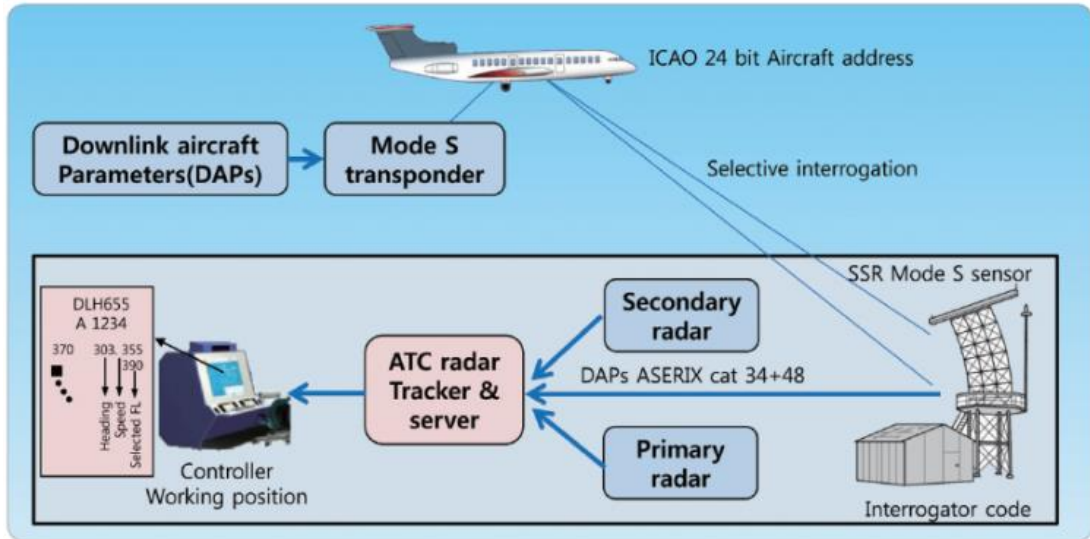 ICAO 24 bit Aircraft address
Downlink aircraft
Parameters(DAPs)
Mode S
transponder
Selective interrogation
SSR Mode S sensor
DLH655
A 1234
370
303. 355
390
Heading
Speed
Selected FL
Controller
Working position
ATC radar
Tracker &
server
Secondary
radar
DAPs ASERIX cat 34+48
Primary
radar
Interrogator code